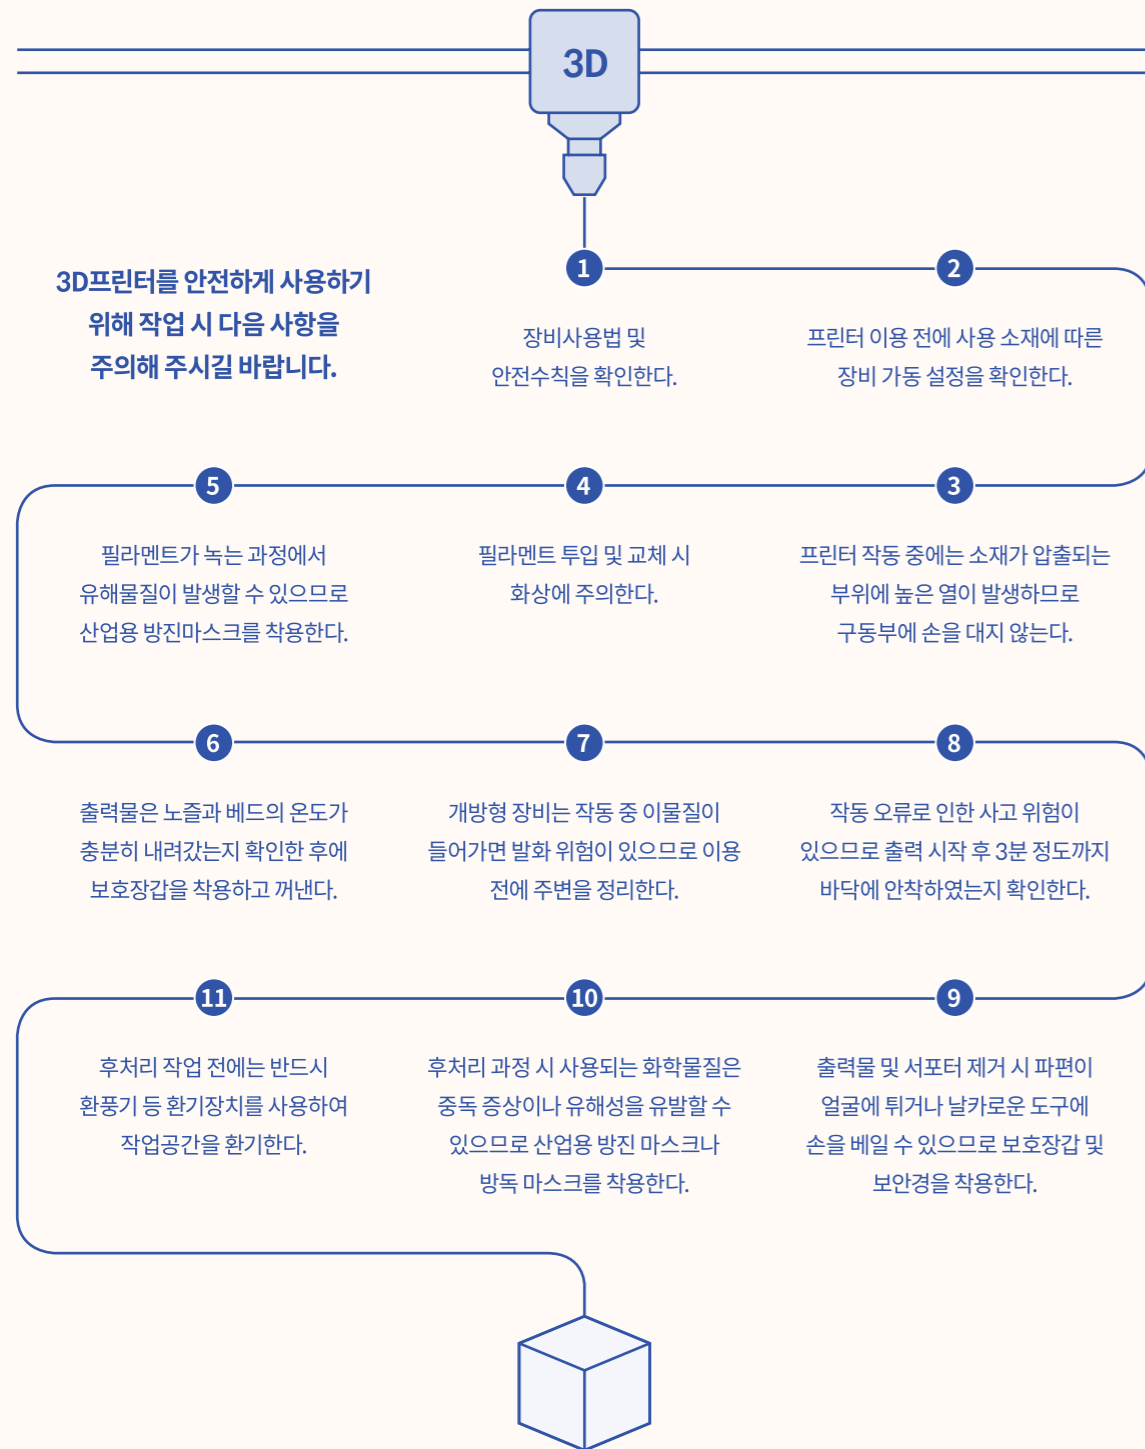 3D
3D프린터를 안전하게 사용하기
위해 작업 시 다음 사항을
주의해 주시길 바랍니다.
1
장비사용법 및
안전수칙을 확인한다.
2
프린터 이용 전에 사용 소재에 따른
장비 가동 설정을 확인한다.
3
프린터 작동 중에는 소재가 압출되는
부위에 높은 열이 발생하므로
구동부에 손을 대지 않는다.
4
필라멘트 투입 및 교체 시
화상에 주의한다.
5
필라멘트가 녹는 과정에서
유해물질이 발생할 수 있으므로
산업용 방진마스크를 착용한다.
6
출력물은 노즐과 베드의 온도가
충분히 내려갔는지 확인한 후에
보호장갑을 착용하고 꺼낸다.
7
개방형 장비는 작동 중 이물질이
들어가면 발화 위험이 있으므로 이용
전에 주변을 정리한다.
8
작동 오류로 인한 사고 위험이
있으므로 출력 시작 후 3분 정도까지
바닥에 안착하였는지 확인한다.
9
출력물 및 서포터 제거 시 파편이
얼굴에 튀거나 날카로운 도구에
손을 베일 수 있으므로 보호장갑 및
보안경을 착용한다.
10
후처리 과정 시 사용되는 화학물질은
중독 증상이나 유해성을 유발할 수
있으므로 산업용 방진 마스크나
방독 마스크를 착용한다.
11
후처리 작업 전에는 반드시
환풍기 등 환기장치를 사용하여
작업공간을 환기한다.